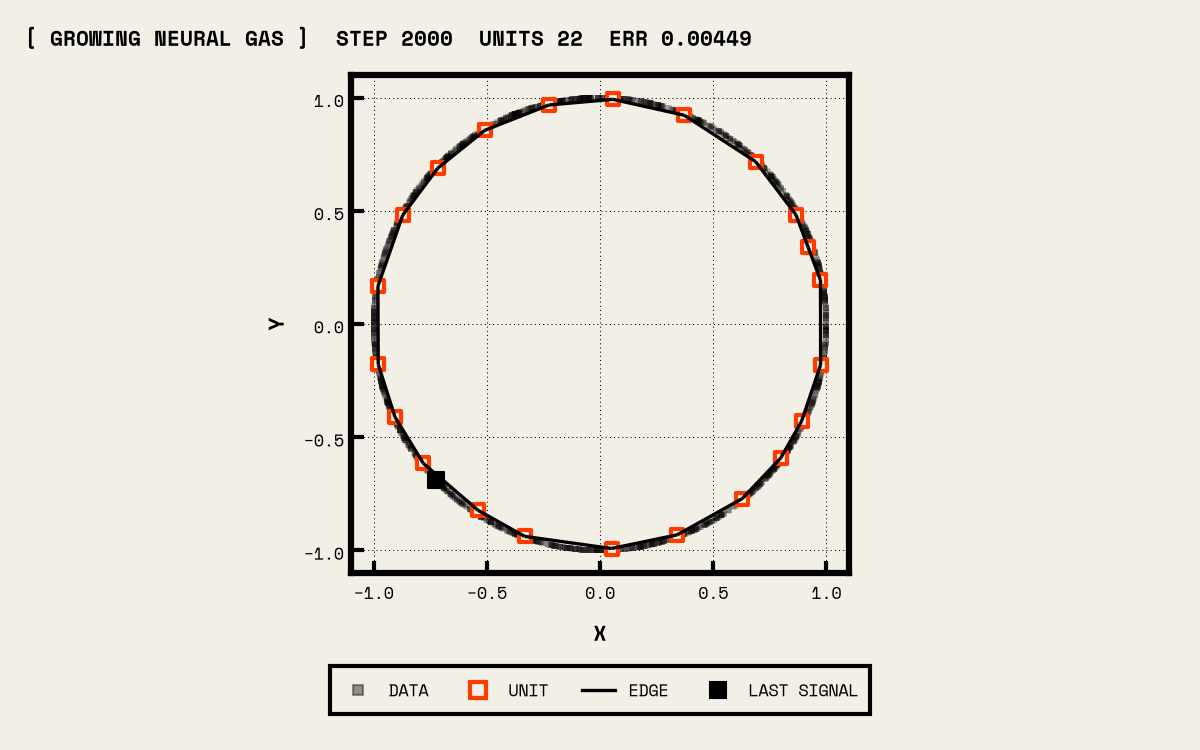 [ GROWING NEURAL GAS ]  STEP 2000  UNITS 22  ERR 0.00449
1.0
0.5
0.0
−0.5
−1.0
Y
−1.0 −0.5 0.0 0.5 1.0
X
DATA UNIT EDGE LAST SIGNAL